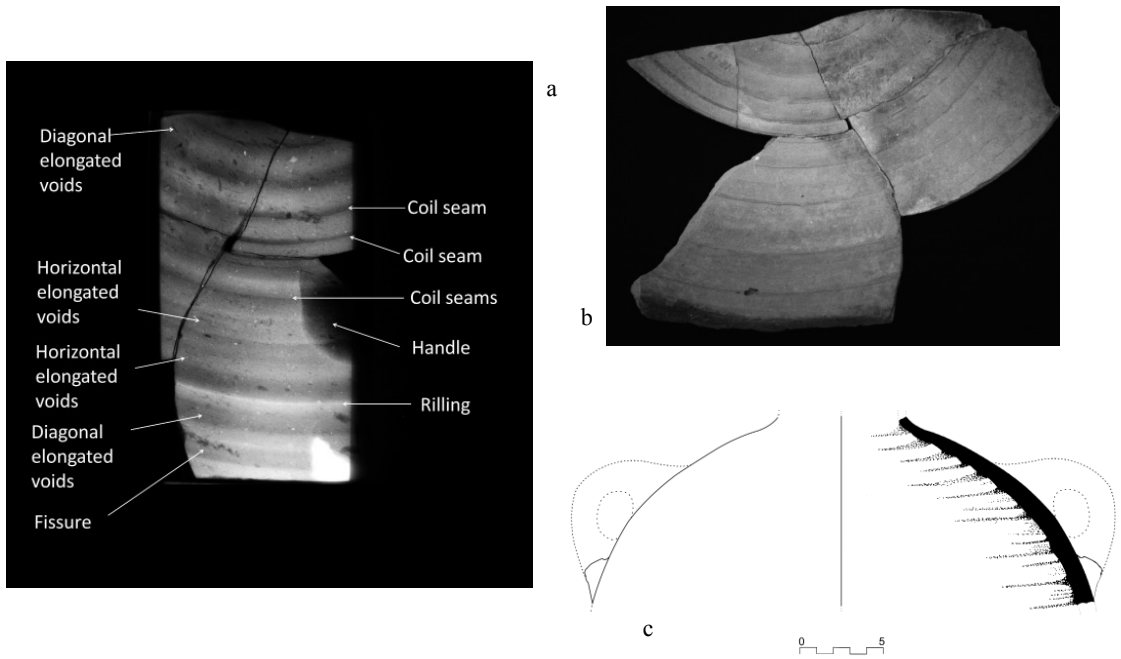 a
Diagonal
elongated
voids
Coil seam
Coil seam
Horizontal
elongated
voids
Coil seams
Handle
Horizontal
elongated
voids
Rilling
Diagonal
elongated
voids
Fissure
b
c
0 5